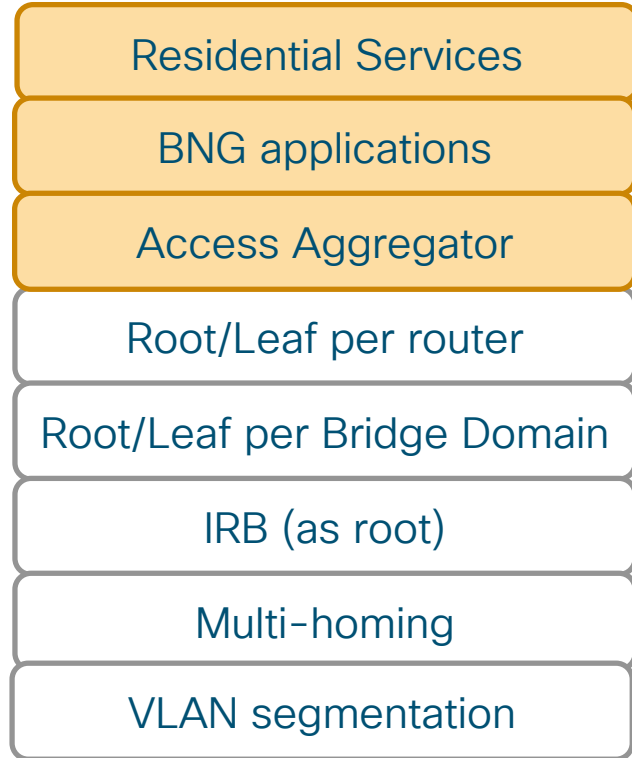 Residential Services
BNG applications
Access Aggregator
Root/Leaf per router
Root/Leaf per Bridge Domain
IRB (as root)
Multi-homing
VLAN segmentation